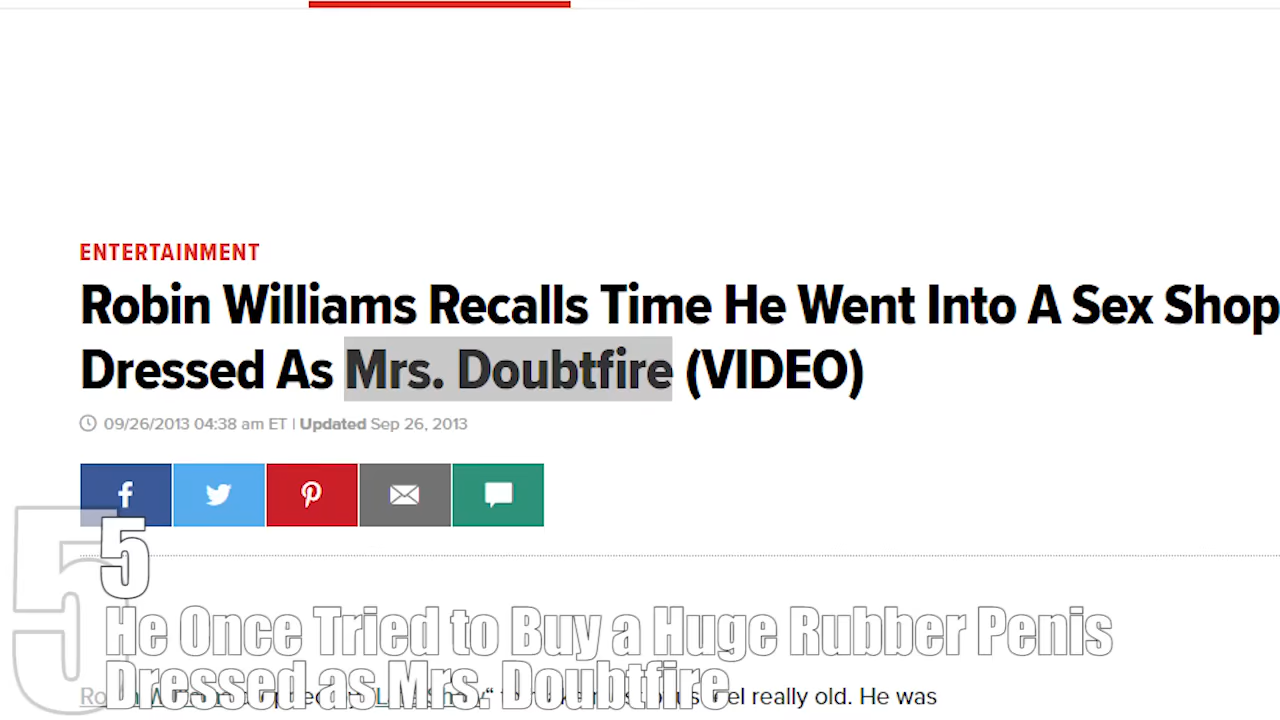 ENTERTAINMENT
Robin Williams Recalls Time He Went Into A Sex Shop
Dressed As Mrs. Doubtfire (VIDEO)
09/26/2013 04:38 am ET | Updated Sep 26, 2013
5
5
He Once Tried to Buy a Huge Rubber Penis
Dressed as Mrs. Doubtfire
really old. He was